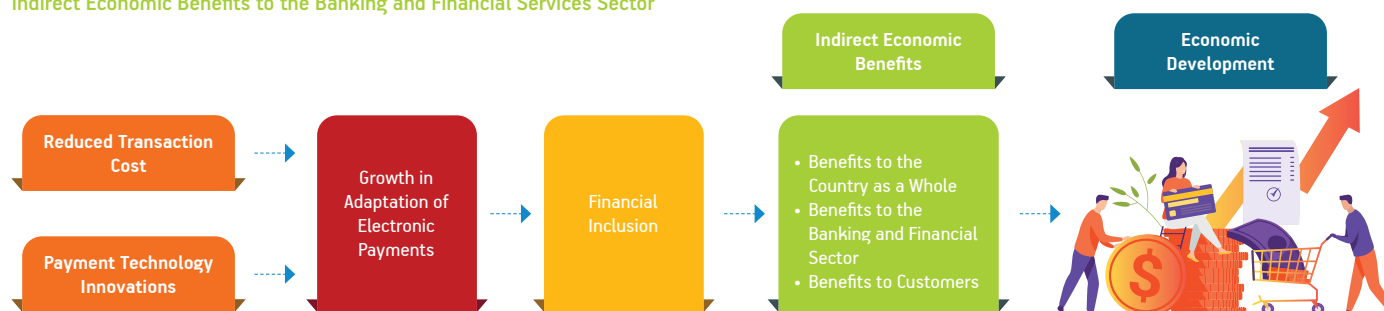 Indirect Economic Benefits to the Banking and Financial Services Sector
Reduced Transaction
Cost
Payment Technology
Innovations
Growth in
Adaptation of
Electronic
Payments
Financial
Inclusion
Indirect Economic
Benefits
• Benefits to the
Country as a Whole
• Benefits to the
Banking and Financial
Sector
• Benefits to Customers
Economic
Development
$